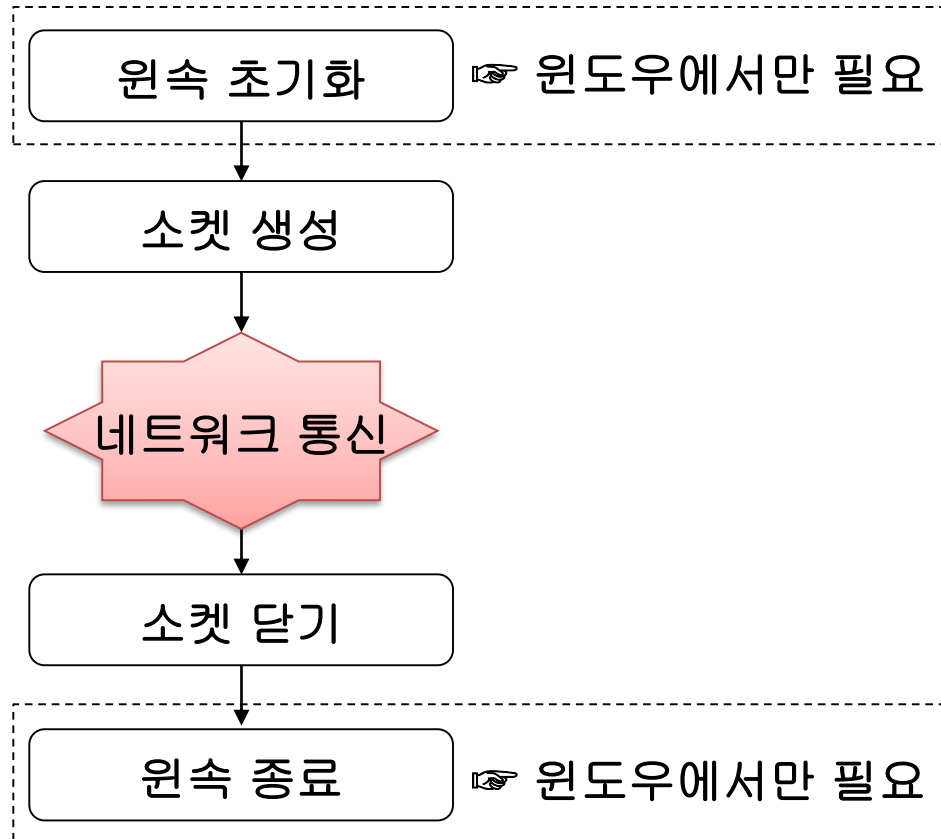 윈속 초기화 ☞ 윈도우에서만 필요
소켓 생성
네트워크 통신
소켓 닫기
윈속 종료 ☞ 윈도우에서만 필요